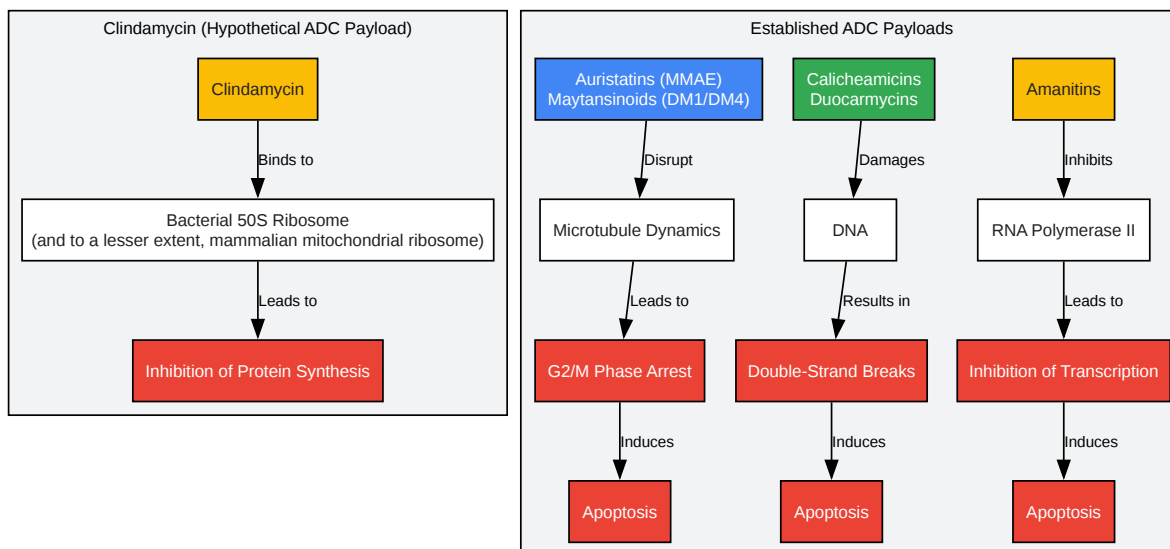 Clindamycin (Hypothetical ADC Payload)
Clindamycin
Binds to
Bacterial 50S Ribosome
(and to a lesser extent, mammalian mitochondrial ribosome)
Leads to
Inhibition of Protein Synthesis
Established ADC Payloads
Auristatins (MMAE)
Maytansinoids (DM1/DM4)
Disrupt
Microtubule Dynamics
Leads to
G2/M Phase Arrest
Induces
Apoptosis
Calicheamicins
Duocarmycins
Damages
DNA
Results in
Double-Strand Breaks
Induces
Apoptosis
Amanitins
Inhibits
RNA Polymerase II
Leads to
Inhibition of Transcription
Induces
Apoptosis